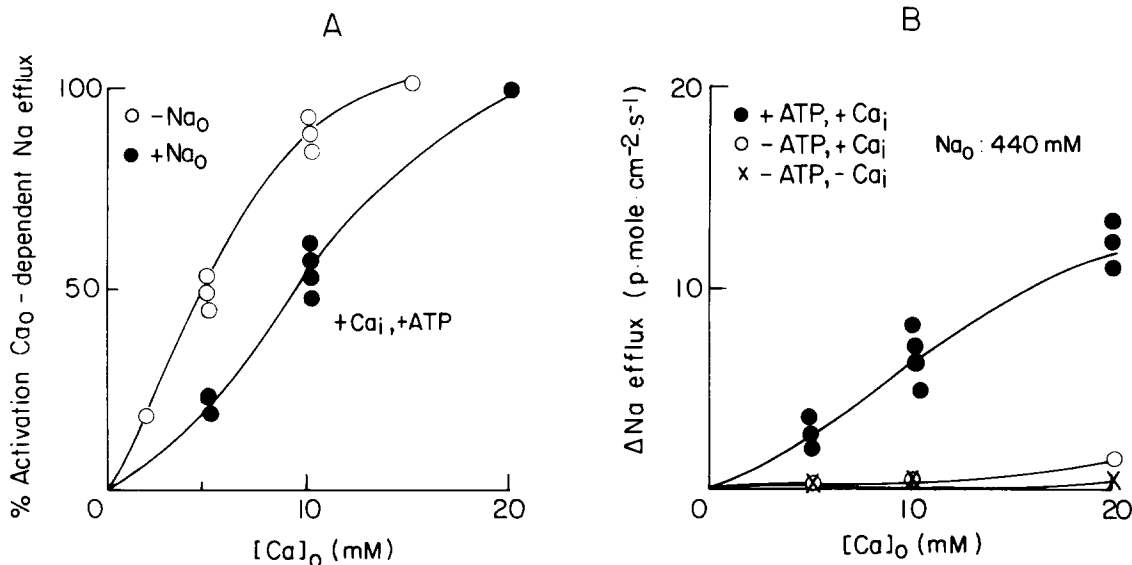 A
% Activation Cao - dependent Na efflux
100
50
0
10
20
○ -Nao
● +Nao
+Cai, +ATP
[Ca]o (mM)
B
ΔNa efflux (p·mole·cm-2·s-1)
20
10
0
10
20
● + ATP, + Cai
○ - ATP, + Cai
x - ATP, - Cai
Nao : 440 mM
[Ca]o (mM)